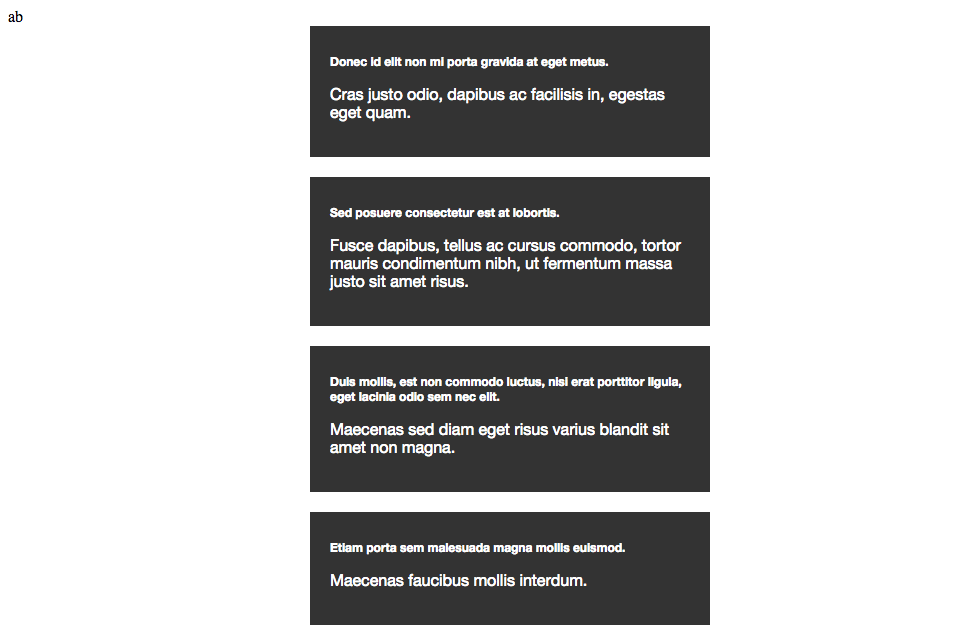 ab
Donec id elit non mi porta gravida at eget metus.
Cras justo odio, dapibus ac facilisis in, egestas
eget quam.
Sed posuere consectetur est at lobortis.
Fusce dapibus, tellus ac cursus commodo, tortor
mauris condimentum nibh, ut fermentum massa
justo sit amet risus.
Duis mollis, est non commodo luctus, nisi erat porttitor ligula,
eget lacinia odio sem nec elit.
Maecenas sed diam eget risus varius blandit sit
amet non magna.
Etiam porta sem malesuada magna mollis euismod.
Maecenas faucibus mollis interdum.